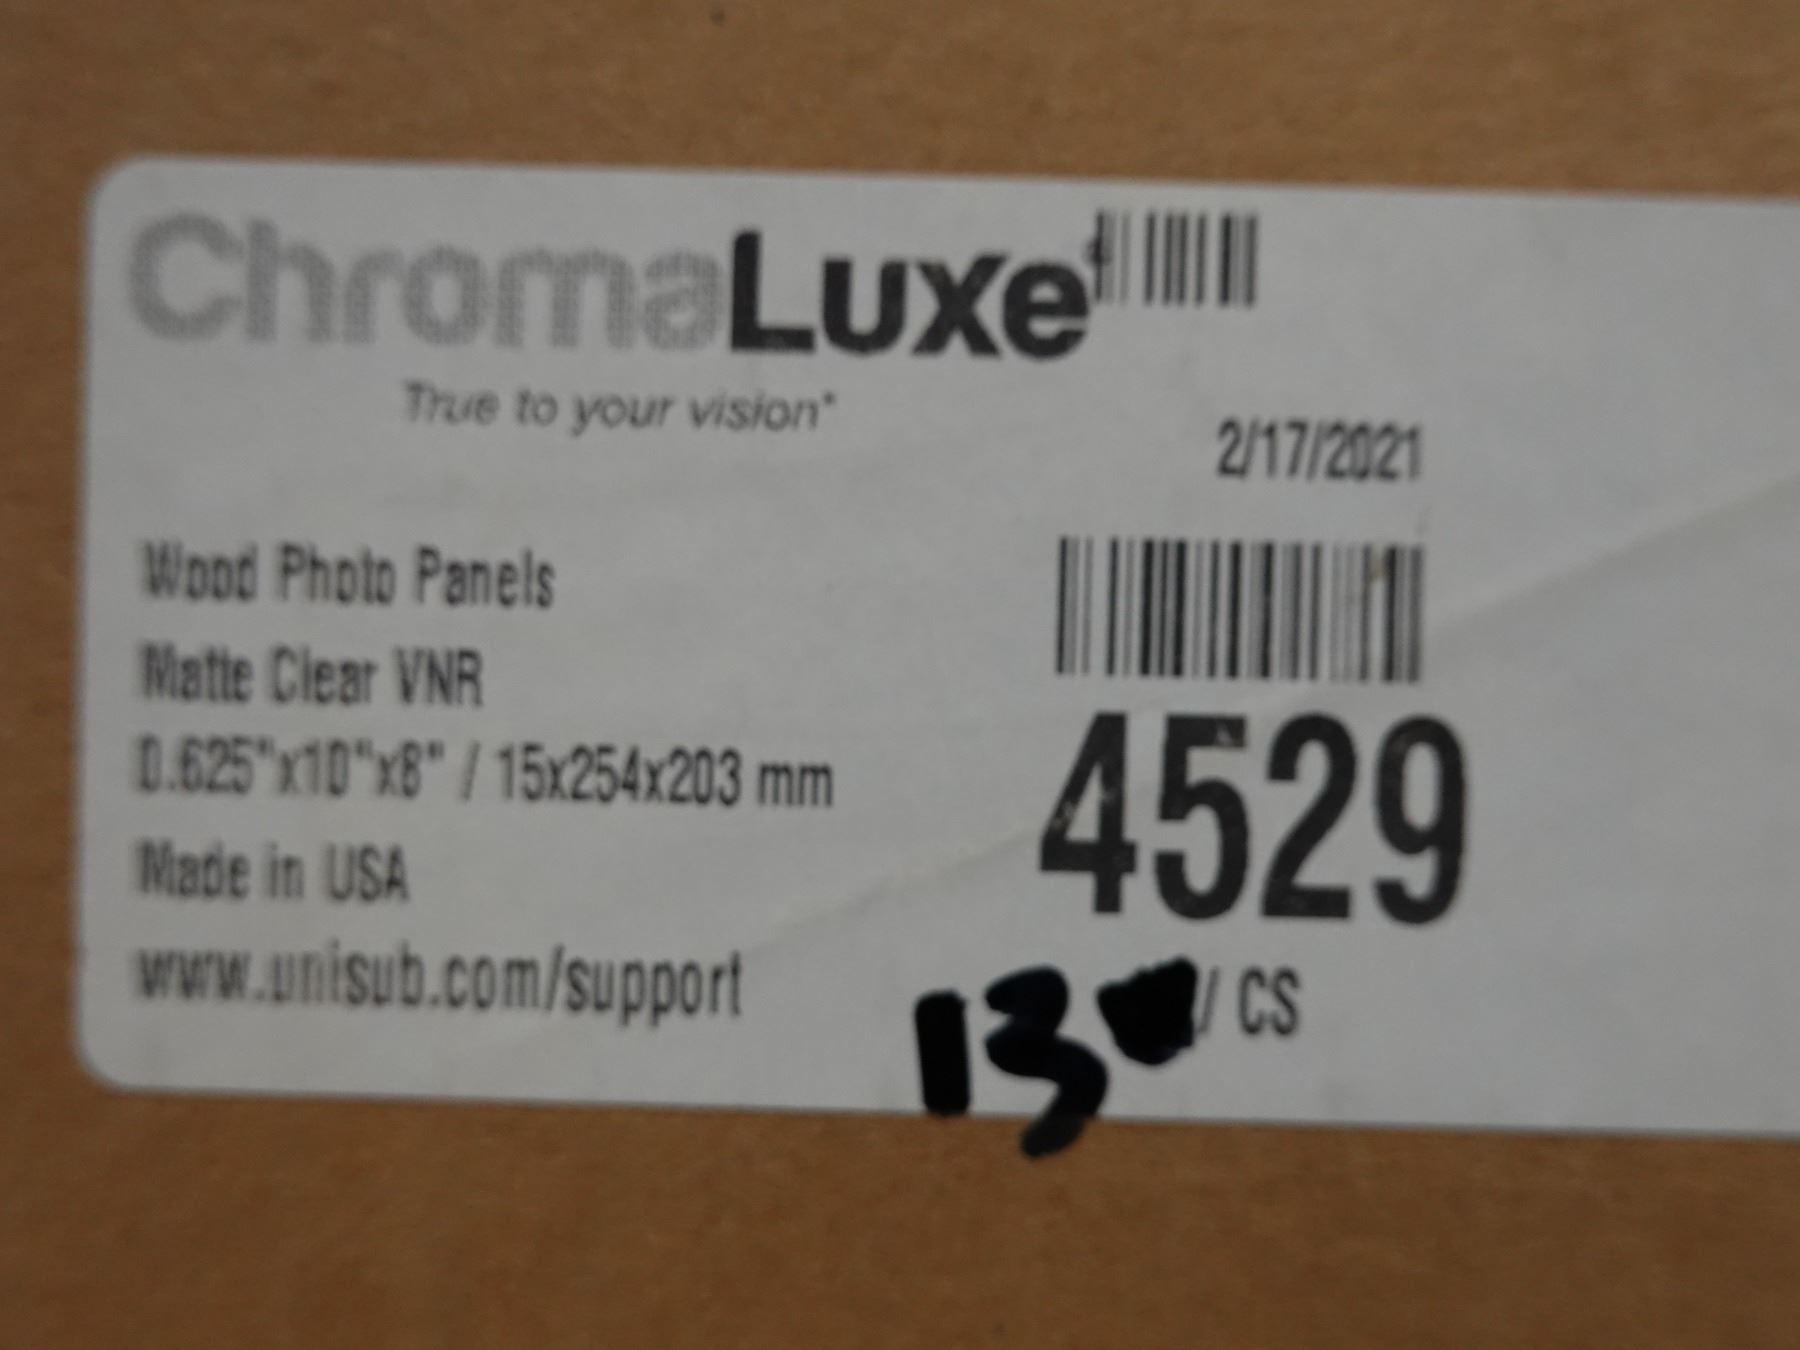 ChromaLuxe
True to your vision®
2/17/2021
Wood Photo Panels
Matte Clear VNR
0.625"x10"x8" / 15x254x203 mm
4529
Made in USA
www.unisub.com/support
13 / CS